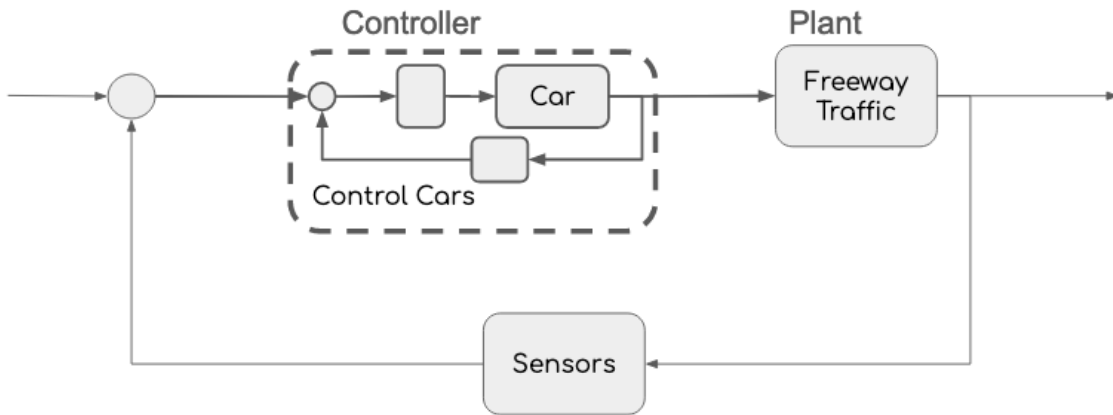 Controller
Plant
Car
Freeway
Traffic
Control Cars
Sensors